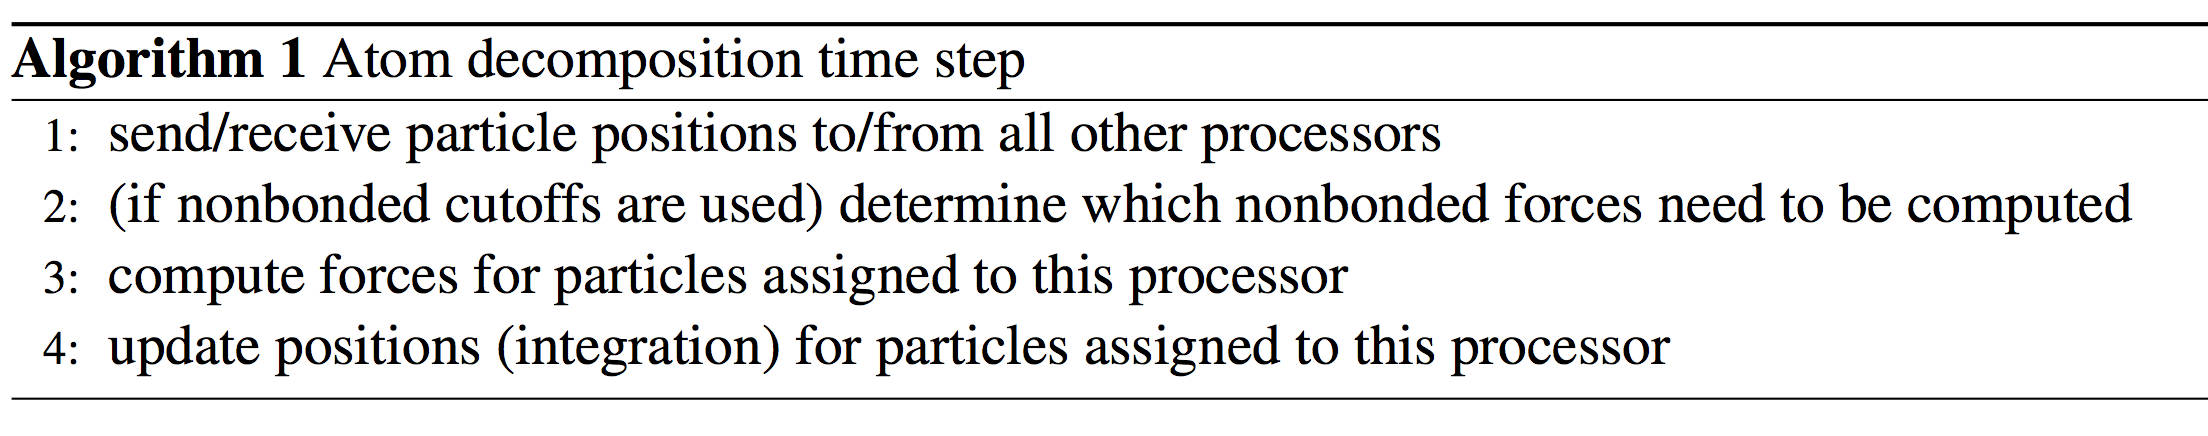 Algorithm 1 Atom decomposition time step
1: send/receive particle positions to/from all other processors
2: (if nonbonded cutoffs are used) determine which nonbonded forces need to be computed
3: compute forces for particles assigned to this processor
4: update positions (integration) for particles assigned to this processor